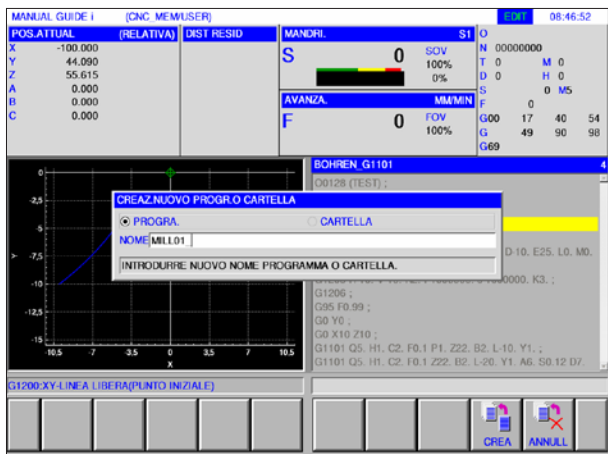 MANUAL GUIDE i (CNC_MEM/USER) EDIT 08:46:52
POS.ATTUAL (RELATIVA) DIST RESID MANDRI. S1 O
X -100.000
Y 44.090
Z 55.615
A 0.000
B 0.000
C 0.000
S 0 SOV
100%
0%
AVANZA. MM/MIN
F 0 FOV
100%
N 00000000
T 0 M 0
D 0 H 0
S 0 M5
F 0
G00 17 40 54
G 49 90 98
G69
BOHREN_G1101 4
O0128 (TEST) ;
CREAZ.NUOVO PROGR.O CARTELLA
PROGRA. CARTELLA
NOME MILL01_
INTRODURRE NUOVO NOME PROGRAMMA O CARTELLA.
D-10. E25. L0. M0.
000. K3. ;
G1206 ;
G95 F0.99 ;
G0 Y0 ;
G0 X10 Z10 ;
G1101 Q5. H1. C2. F0.1 P1. Z22. B2. L-10. Y1. ;
G1101 Q5. H1. C2. F0.1 Z22. B2. L-20. Y1. A6. S0.12 D7.
0
-2,5
-5
Y -7,5
-10
-15
-10,5 -7 -3,5 0 3,5 7 10,5
X
G1200:XY-LINEA LIBERA(PUNTO INIZIALE)
CREA ANNULL